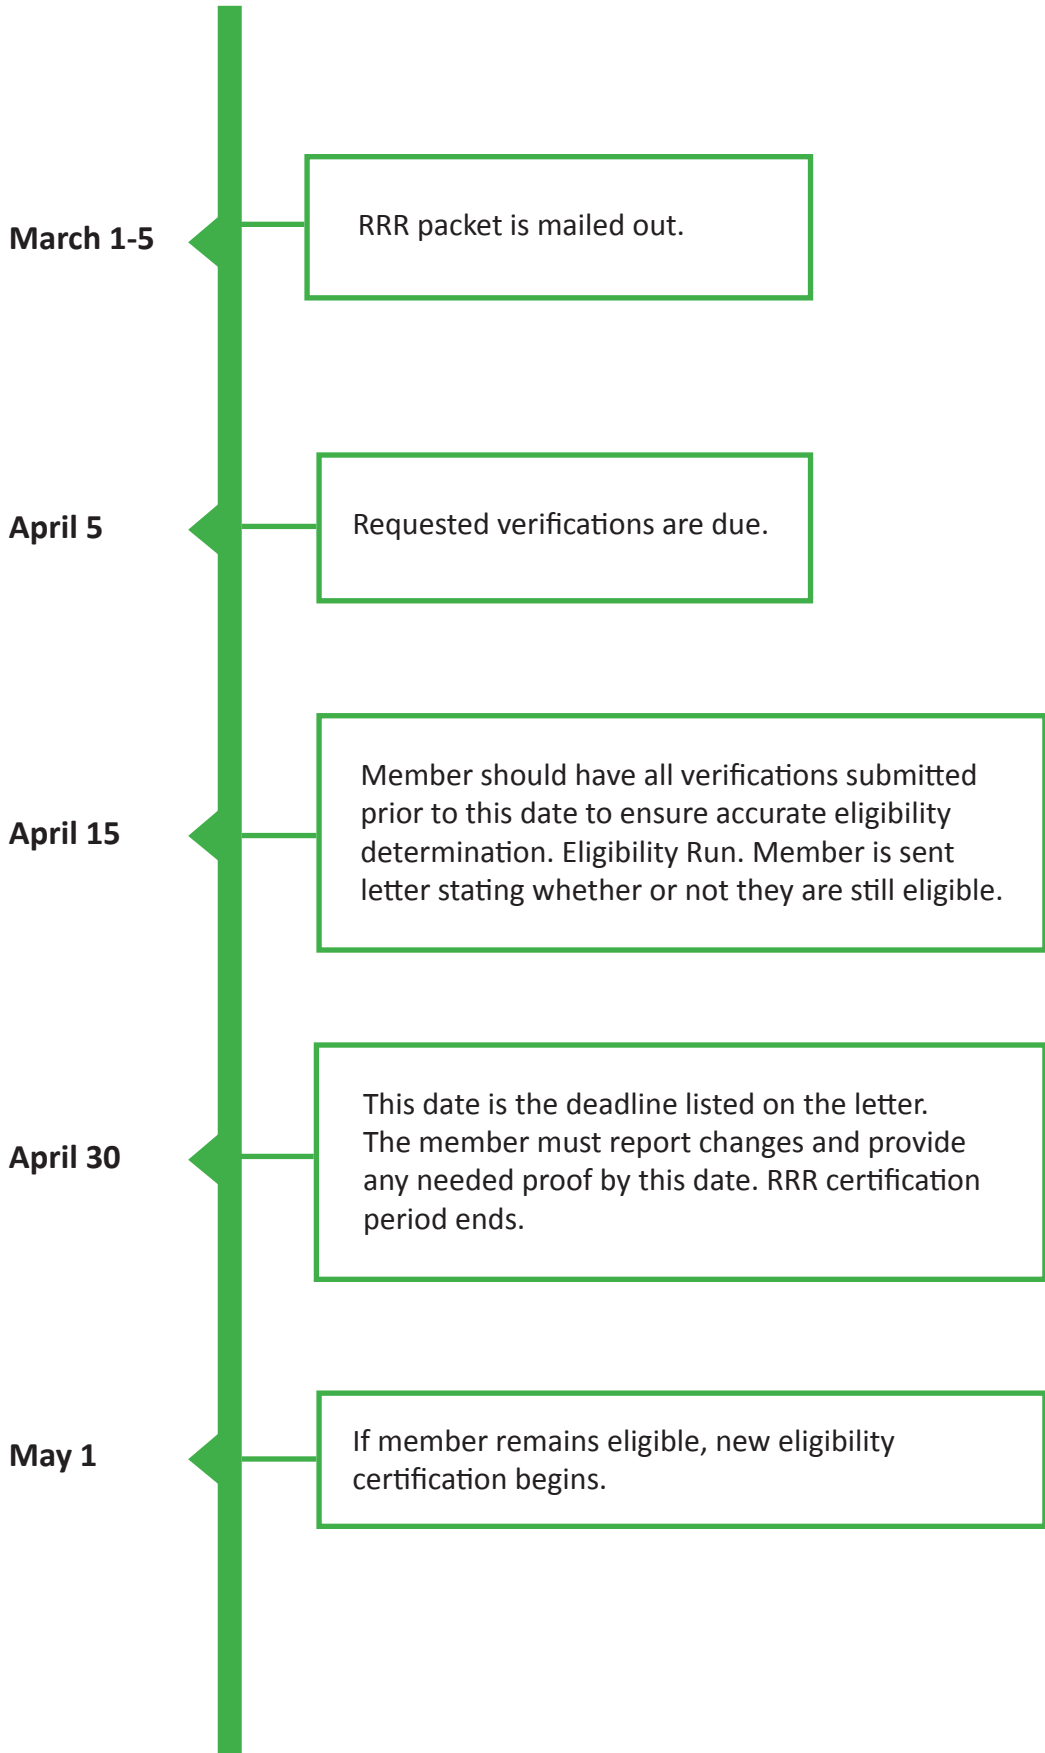 March 1-5
RRR packet is mailed out.
April 5
Requested verifications are due.
April 15
Member should have all verifications submitted
prior to this date to ensure accurate eligibility
determination. Eligibility Run. Member is sent
letter stating whether or not they are still eligible.
April 30
This date is the deadline listed on the letter.
The member must report changes and provide
any needed proof by this date. RRR certification
period ends.
May 1
If member remains eligible, new eligibility
certification begins.